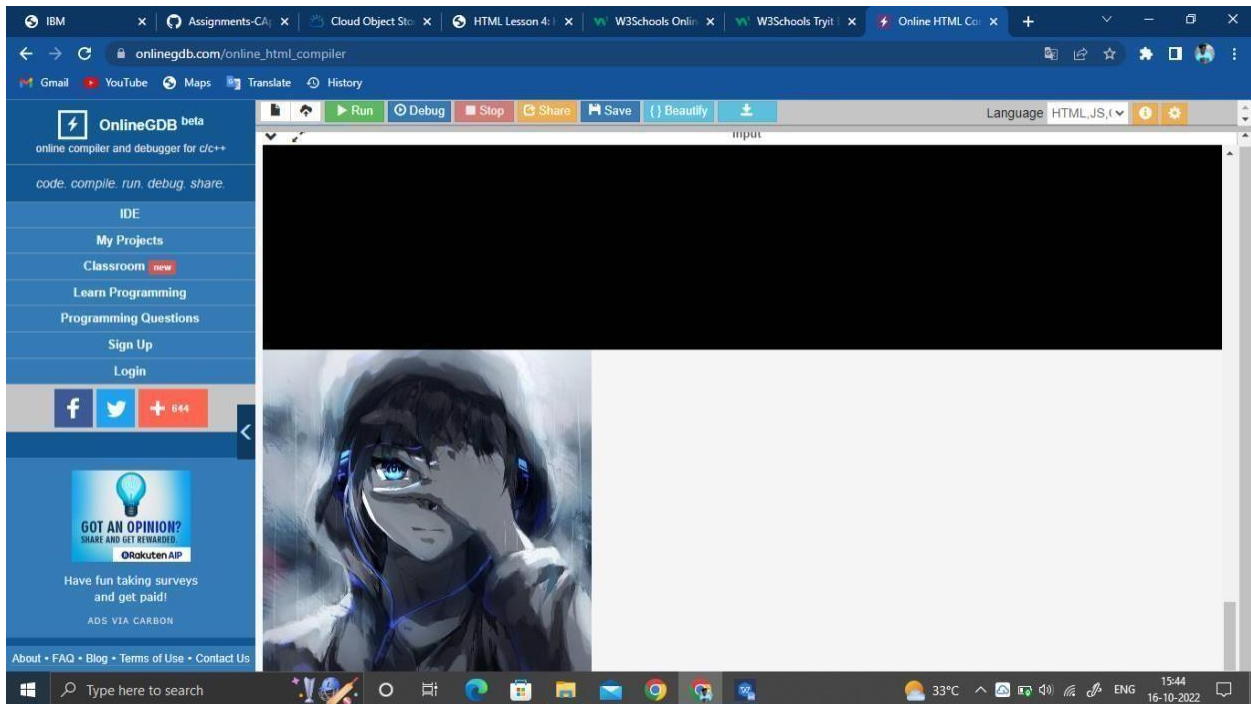 IBM
Assignments-CA
Cloud Object Sto
HTML Lesson 4:
W3Schools Onlin
W3Schools Tryit
Online HTML Co
onlinegdb.com/online_html_compiler
Gmail
YouTube
Maps
Translate
History
OnlineGDB beta
online compiler and debugger for c/c++
code. compile. run. debug. share.
IDE
My Projects
Classroom new
Learn Programming
Programming Questions
Sign Up
Login
f
+ 644
GOT AN OPINION?
SHARE AND GET REWARDED.
Rakuten AIP
Have fun taking surveys
and get paid!
ADS VIA CARBON
About • FAQ • Blog • Terms of Use • Contact Us
Run
Debug
Stop
Share
Save
{ } Beautify
Language HTML,JS,(
input
Type here to search
33°C
ENG
15:44
16-10-2022